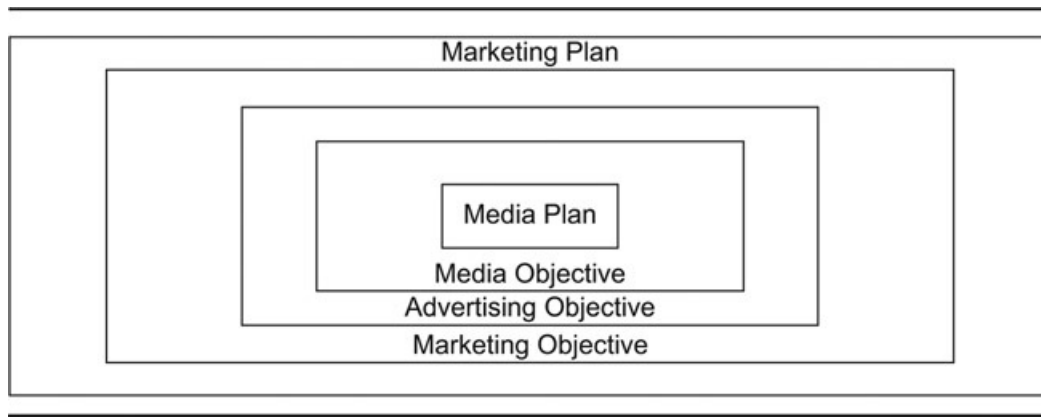 Marketing Plan
Media Plan
Media Objective
Advertising Objective
Marketing Objective